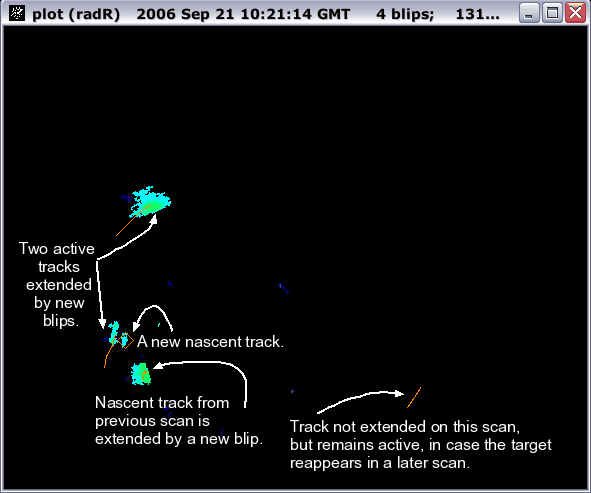 plot (radR) 2006 Sep 21 10:21:14 GMT 4 blips; 131...
Two active
tracks
extended
by new
blips.
A new nascent track.
Nascent track from
previous scan is
extended by a new blip.
Track not extended on this scan,
but remains active, in case the target
reappears in a later scan.